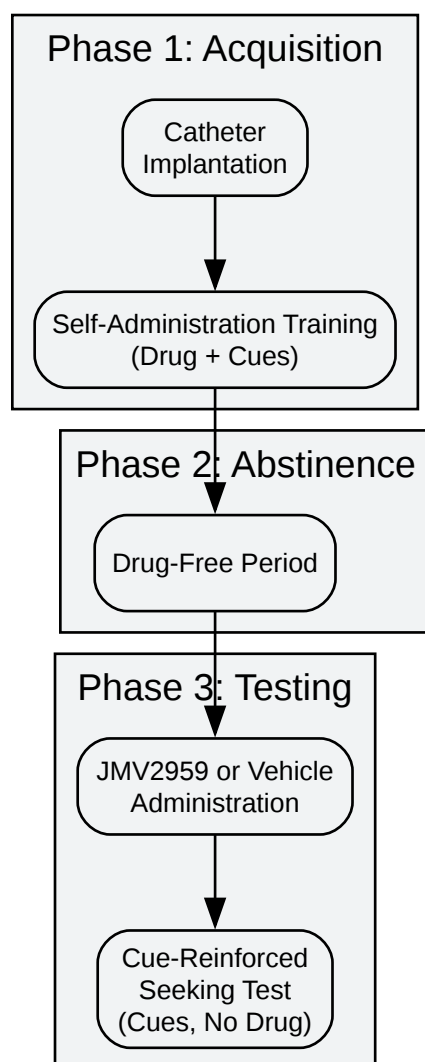 Phase 1: Acquisition
Catheter
Implantation
Self-Administration Training
(Drug + Cues)
Phase 2: Abstinence
Drug-Free Period
Phase 3: Testing
JMV2959 or Vehicle
Administration
Cue-Reinforced
Seeking Test
(Cues, No Drug)